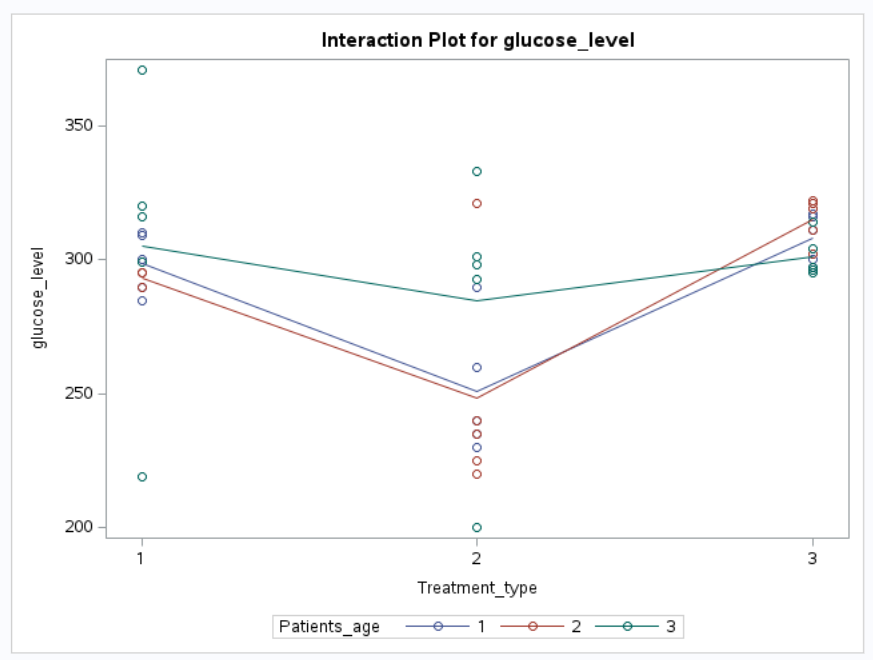 Interaction Plot for glucose_level
350
300
250
200
glucose_level
1 2 3
Treatment_type
Patients_age 1 2 3